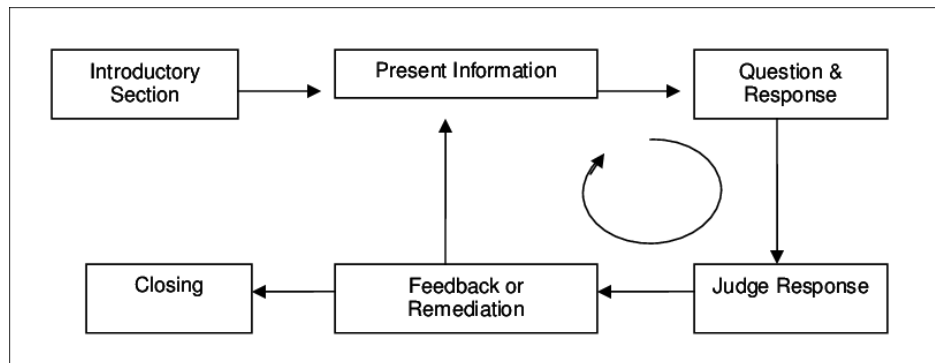 Introductory
Section
Present Information
Question &
Response
Closing
Feedback or
Remediation
Judge Response